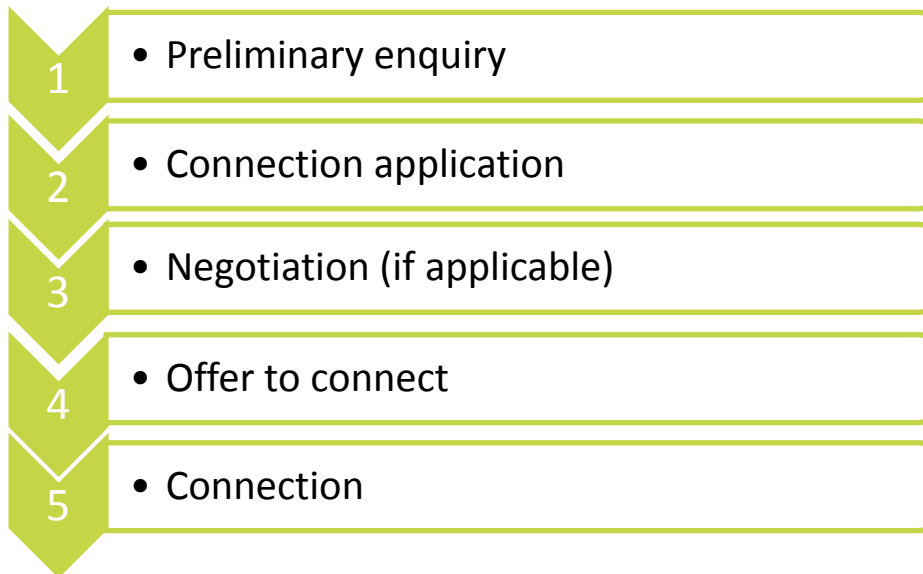 1
• Preliminary enquiry
2
• Connection application
3
• Negotiation (if applicable)
4
• Offer to connect
5
• Connection